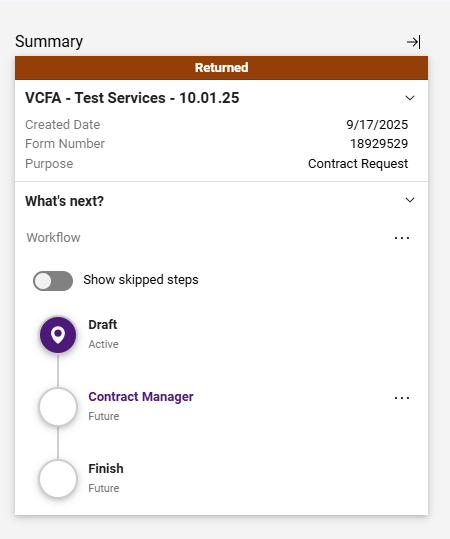 Summary
Returned
VCFA - Test Services - 10.01.25
Created Date 9/17/2025
Form Number 18929529
Purpose Contract Request
What's next?
Workflow
Show skipped steps
Draft
Active
Contract Manager
Future
Finish
Future